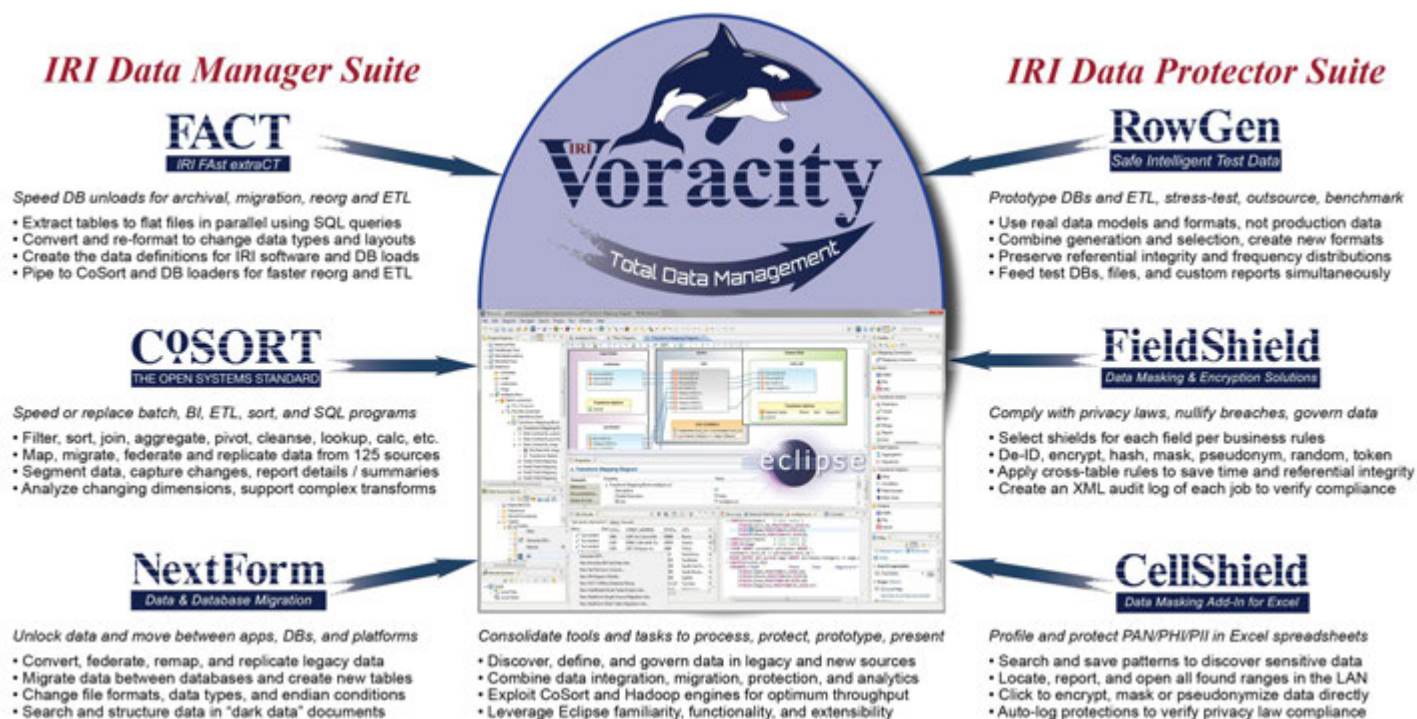 IRI Data Manager Suite
FACT
IRI FAst extraCT
Speed DB unloads for archival, migration, reorg and ETL
• Extract tables to flat files in parallel using SQL queries
• Convert and re-format to change data types and layouts
• Create the data definitions for IRI software and DB loads
• Pipe to CoSort and DB loaders for faster reorg and ETL
CoSORT
THE OPEN SYSTEMS STANDARD
Speed or replace batch, BI, ETL, sort, and SQL programs
• Filter, sort, join, aggregate, pivot, cleanse, lookup, calc, etc.
• Map, migrate, federate and replicate data from 125 sources
• Segment data, capture changes, report details / summaries
• Analyze changing dimensions, support complex transforms
NextForm
Data & Database Migration
Unlock data and move between apps, DBs, and platforms
• Convert, federate, remap, and replicate legacy data
• Migrate data between databases and create new tables
• Change file formats, data types, and endian conditions
• Search and structure data in "dark data" documents
IRI
Voracity
Total Data Management
eclipse
Consolidate tools and tasks to process, protect, prototype, present
• Discover, define, and govern data in legacy and new sources
• Combine data integration, migration, protection, and analytics
• Exploit CoSort and Hadoop engines for optimum throughput
• Leverage Eclipse familiarity, functionality, and extensibility
IRI Data Protector Suite
RowGen
Safe Intelligent Test Data
Prototype DBs and ETL, stress-test, outsource, benchmark
• Use real data models and formats, not production data
• Combine generation and selection, create new formats
• Preserve referential integrity and frequency distributions
• Feed test DBs, files, and custom reports simultaneously
FieldShield
Data Masking & Encryption Solutions
Comply with privacy laws, nullify breaches, govern data
• Select shields for each field per business rules
• De-ID, encrypt, hash, mask, pseudonym, random, token
• Apply cross-table rules to save time and referential integrity
• Create an XML audit log of each job to verify compliance
CellShield
Data Masking Add-In for Excel
Profile and protect PAN/PHI/PII in Excel spreadsheets
• Search and save patterns to discover sensitive data
• Locate, report, and open all found ranges in the LAN
• Click to encrypt, mask or pseudonymize data directly
• Auto-log protections to verify privacy law compliance